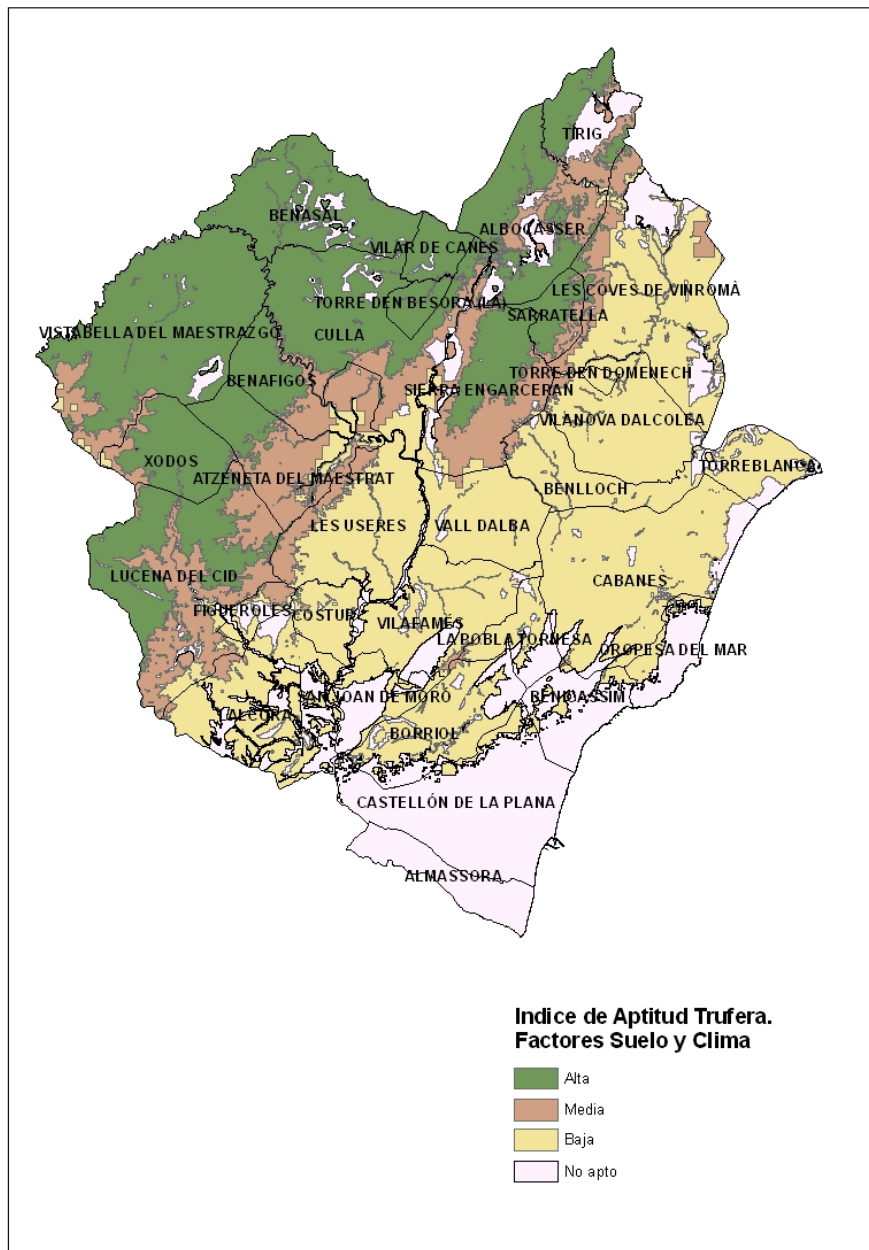 TIRIG
BENASAL
ALBOCASSER
VILAR DE CANES
LES COVES DE VINROMÀ
TORRE DEN BESORA (LA)
SARRATELLA
VISTABELLA DEL MAESTRAZGO
CULLA
TORRE DEN DOMENECH
BENAFIGOS
SIERRA ENGARCERAN
VILANOVA DALCOLEA
XODOS
TORREBLANCA
ATZENETA DEL MAESTRAT
BENLLOCH
LES USERES
VALL DALBA
LUCENA DEL CID
CABANES
FIGUEROLES
COSTUR
VILAFAMÉS
LA POBLA TORNESA
OROPESA DEL MAR
SAN JOAN DE MORÓ
BENICASSIM
ALCORA
BORRIOL
CASTELLÓN DE LA PLANA
ALMASSORA
Indice de Aptitud Trufera.
Factores Suelo y Clima
Alta
Media
Baja
No apto